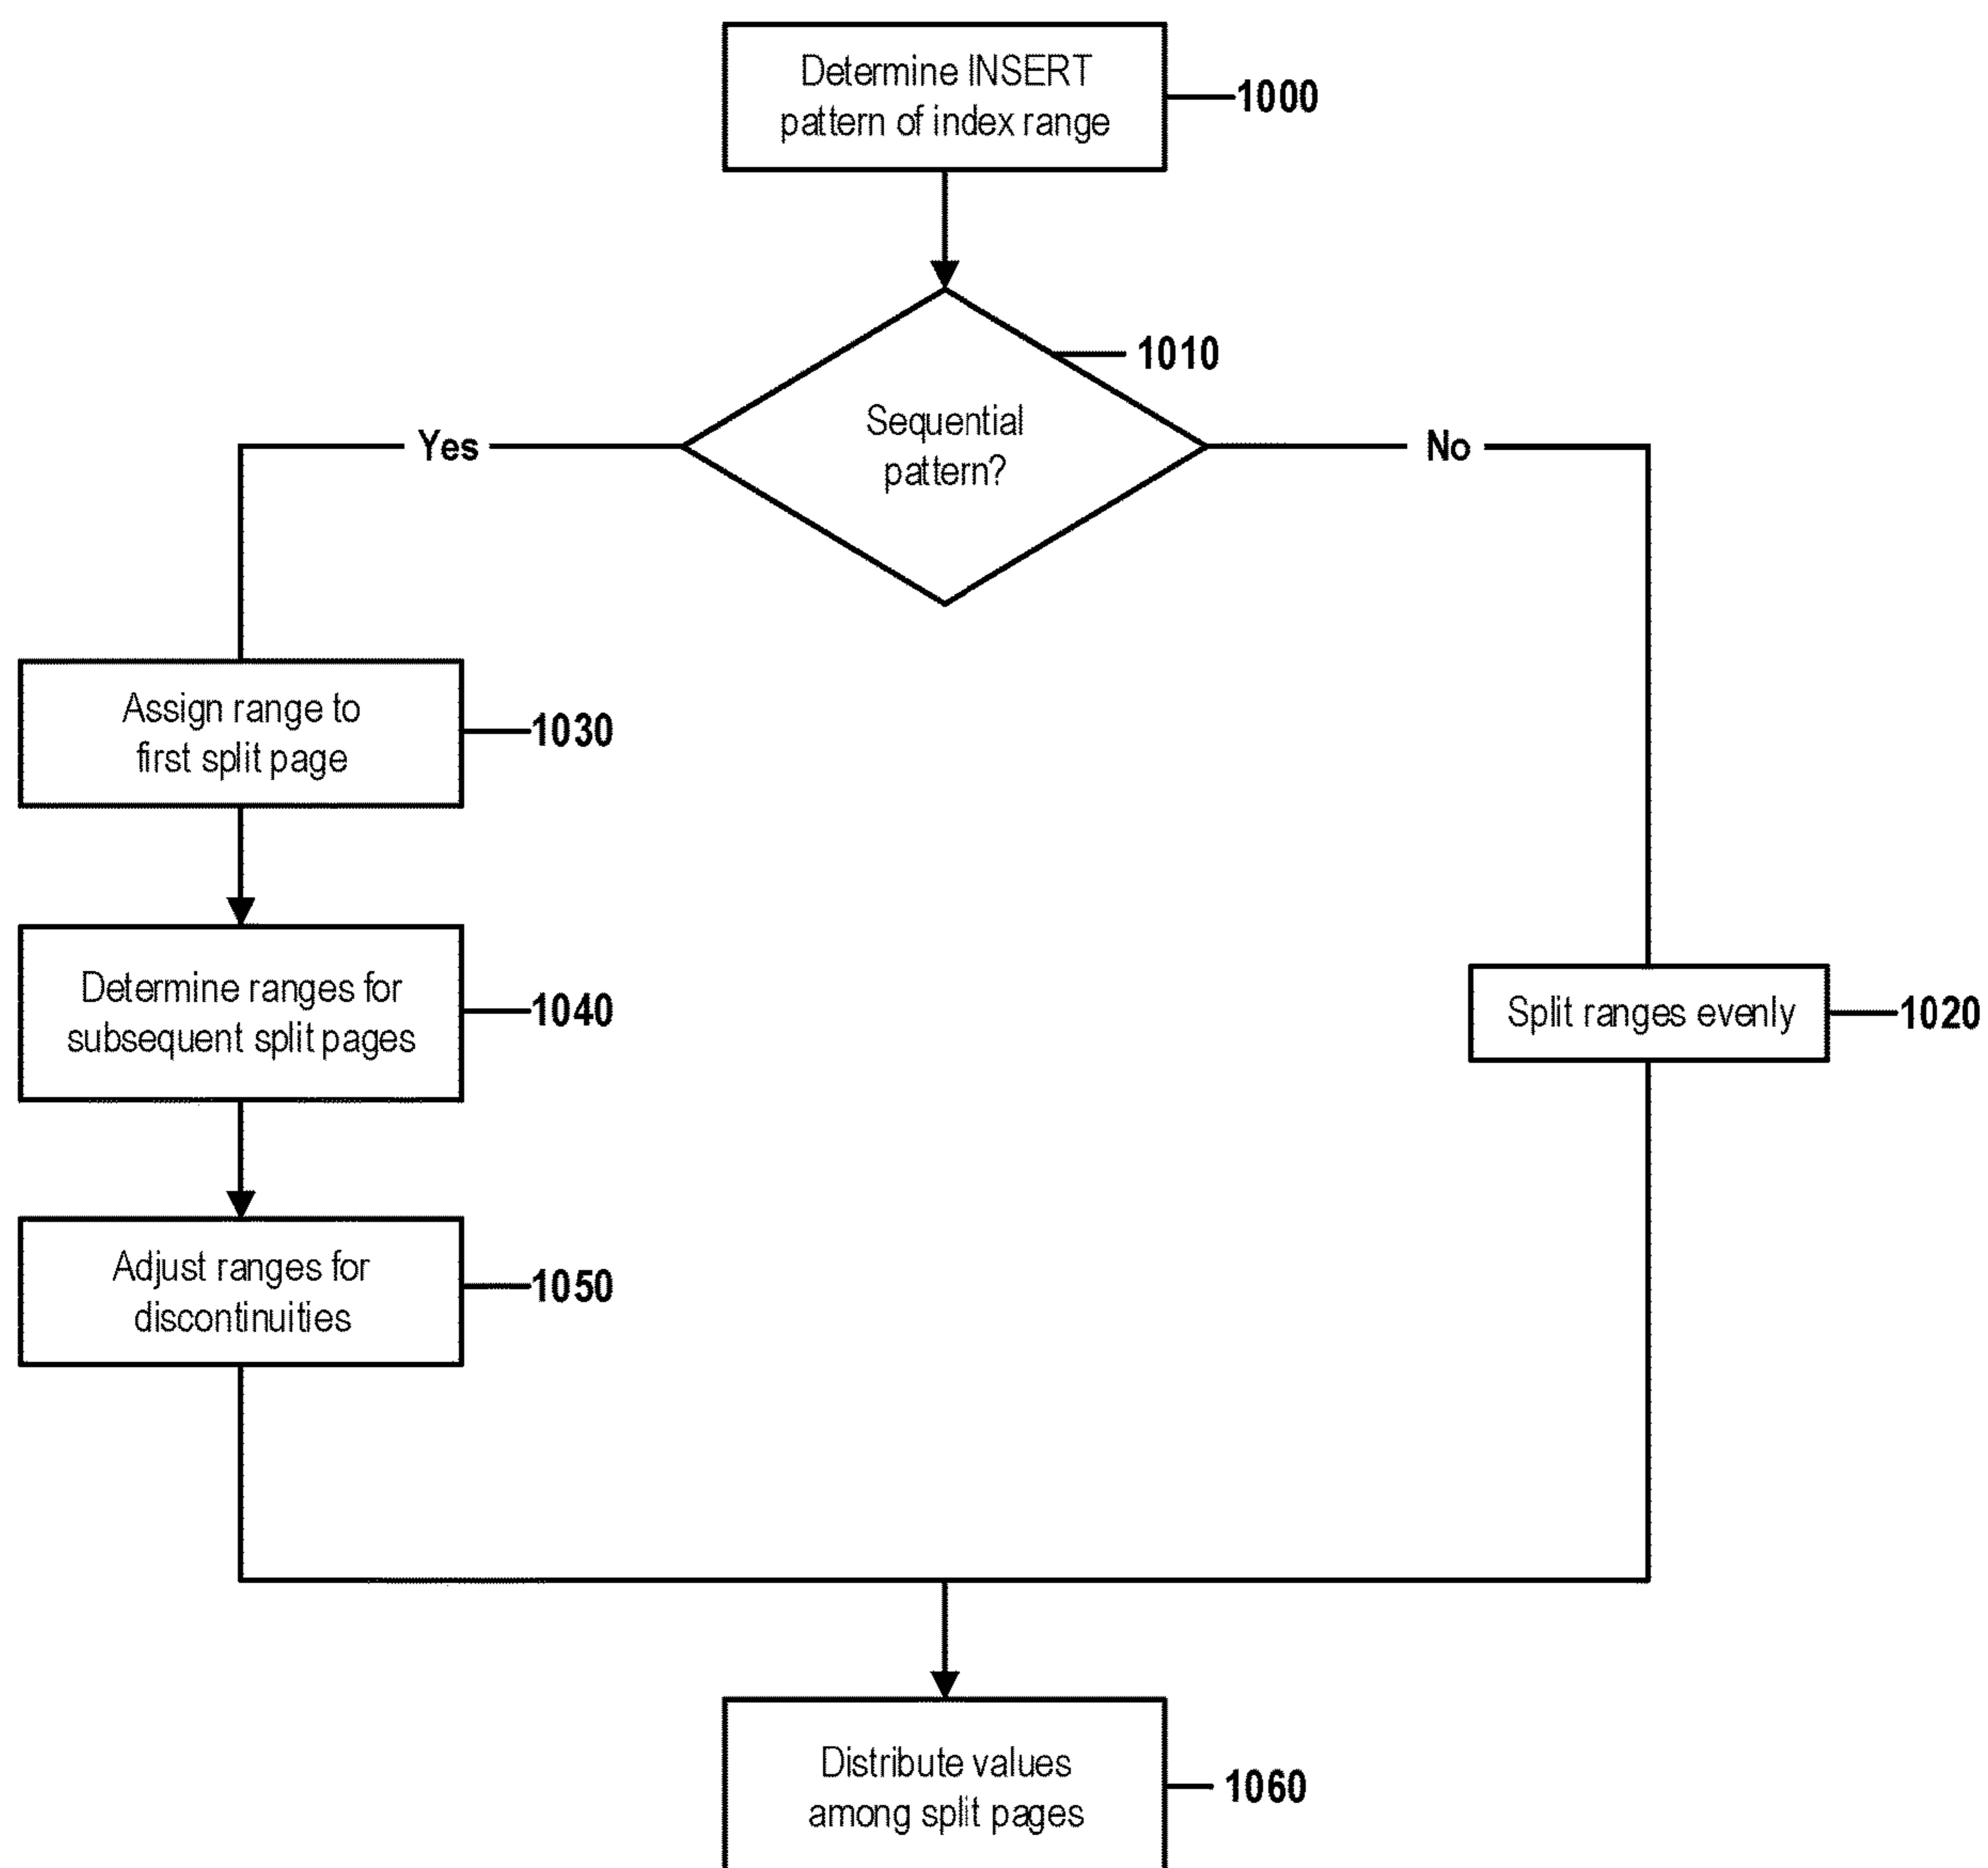 Determine INSERT
pattern of index range
1000
1010
Sequential
pattern?
Yes
No
Assign range to
first split page
1030
Determine ranges for
subsequent split pages
1040
Split ranges evenly
1020
Adjust ranges for
discontinuities
1050
Distribute values
among split pages
1060